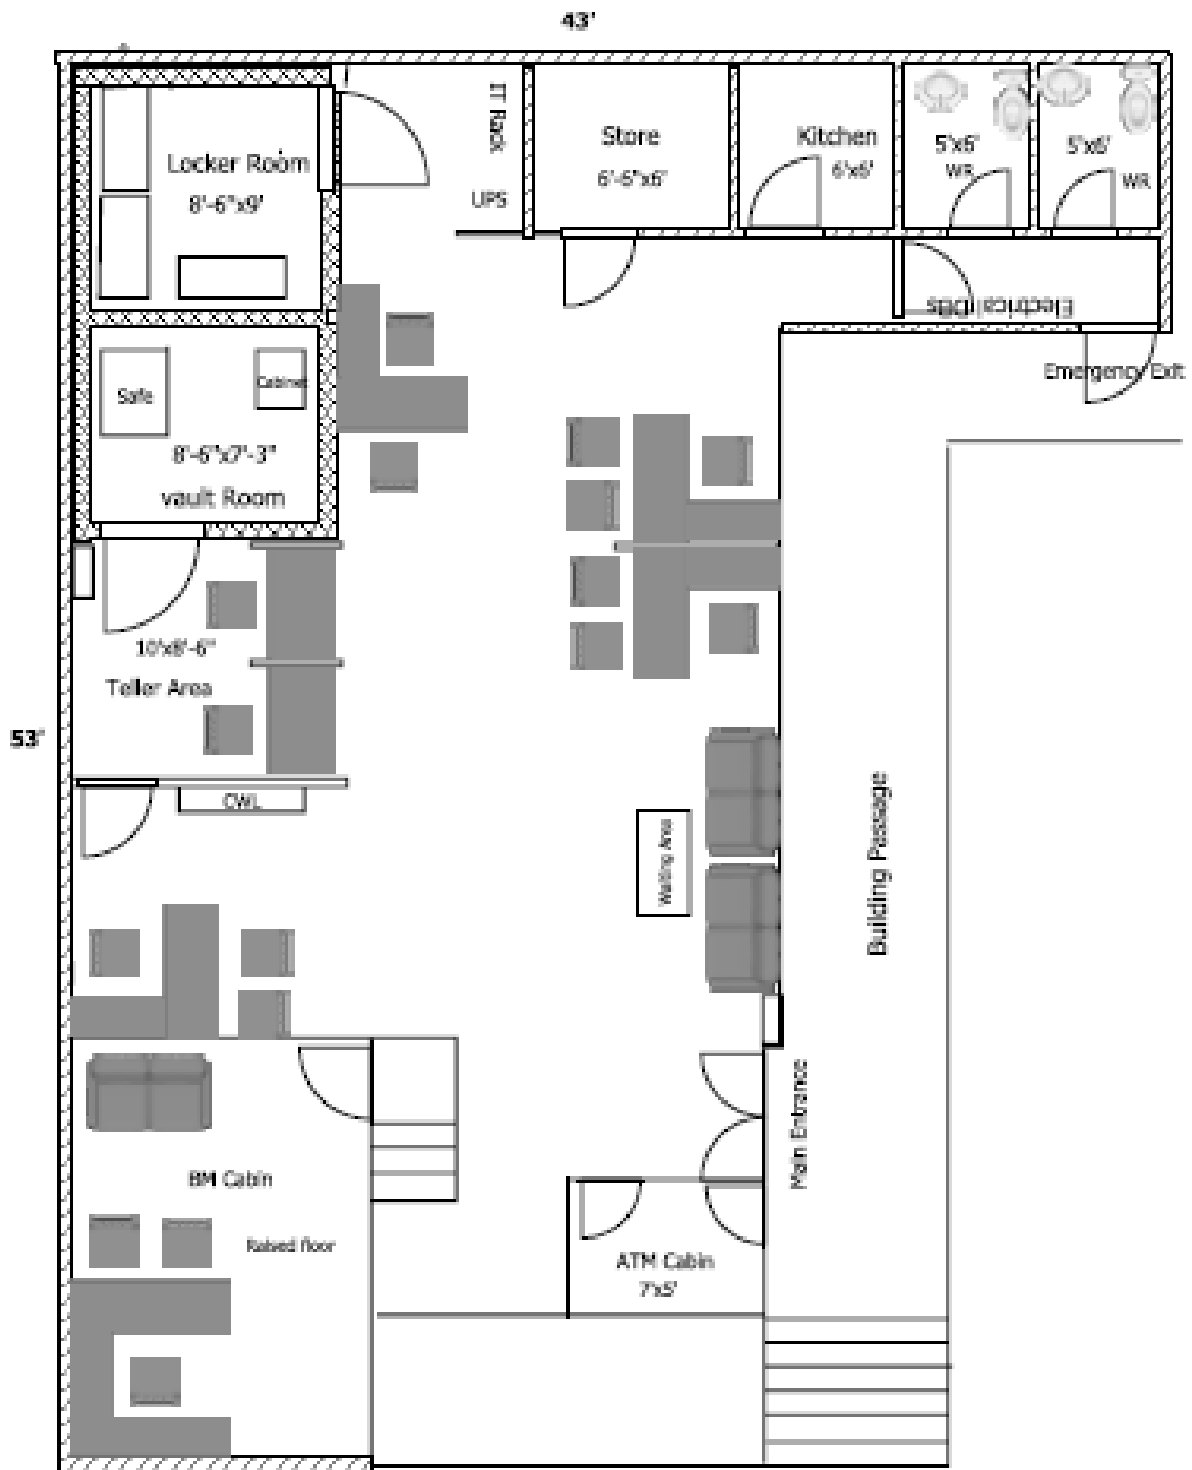 43'
IT Rack
UPS
Store
6'-6"x6'
Kitchen
6'x6'
5'x6'
WR
5'x6'
WR
Locker Room
8'-6"x9'
Electrical DBs
Emergency Exit
Safe
Cabinet
8'-6"x7'-3"
vault Room
10'x8'-6"
Teller Area
53'
CWL
Waiting Area
Building Passage
Main Entrance
BM Cabin
Raised floor
ATM Cabin
7'x5'